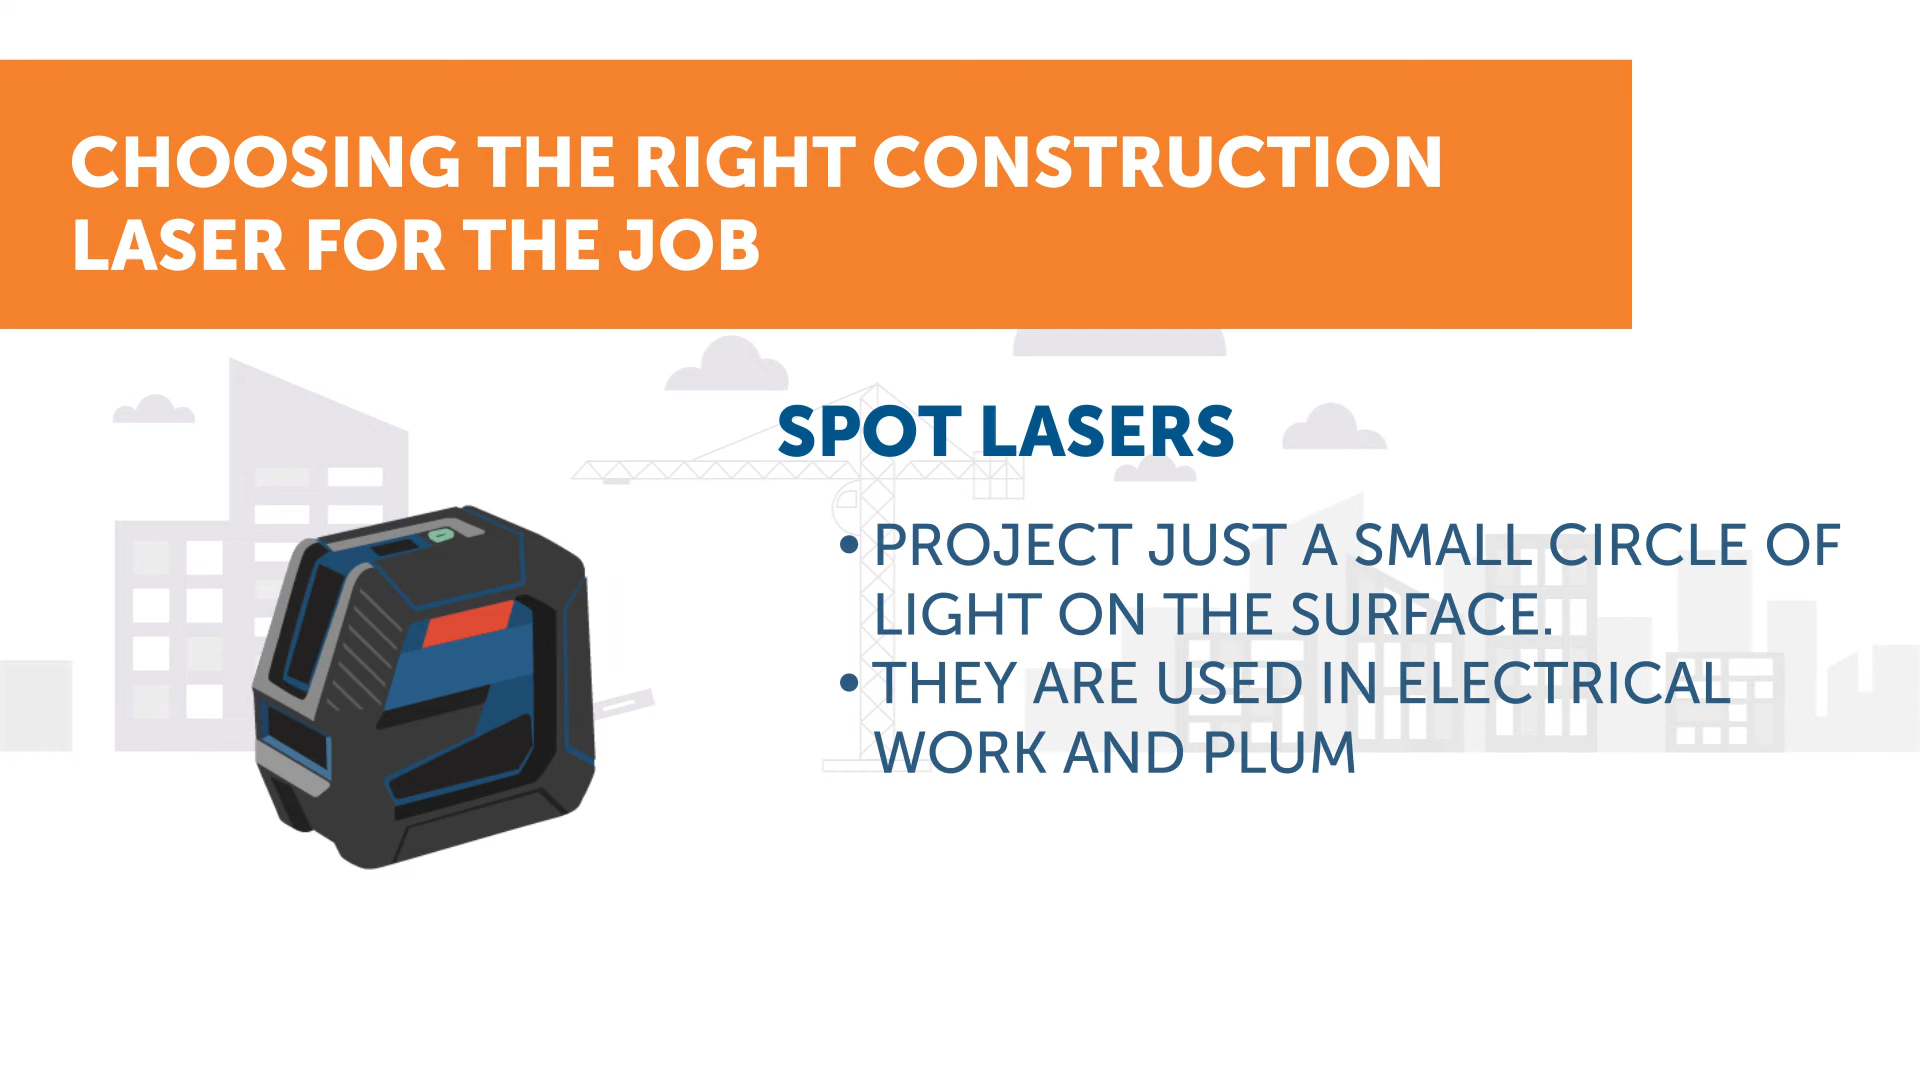 CHOOSING THE RIGHT CONSTRUCTION
LASER FOR THE JOB
SPOT LASERS
•PROJECT JUST A SMALL CIRCLE OF
LIGHT ON THE SURFACE.
•THEY ARE USED IN ELECTRICAL
WORK AND PLUM